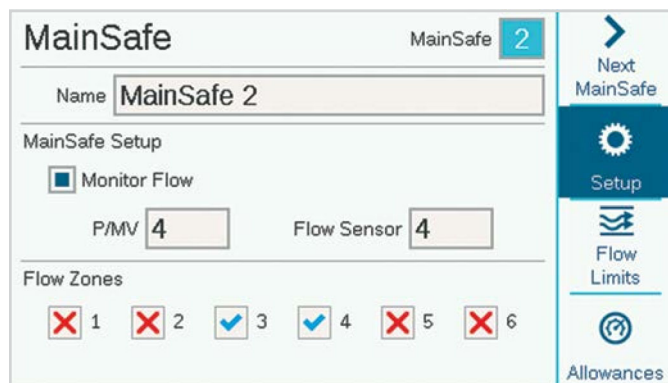 MainSafe
MainSafe 2
Name MainSafe 2
MainSafe Setup
Monitor Flow
P/MV 4 Flow Sensor 4
Flow Zones
1 2 3 4 5 6
Next
MainSafe
Setup
Flow
Limits
Allowances